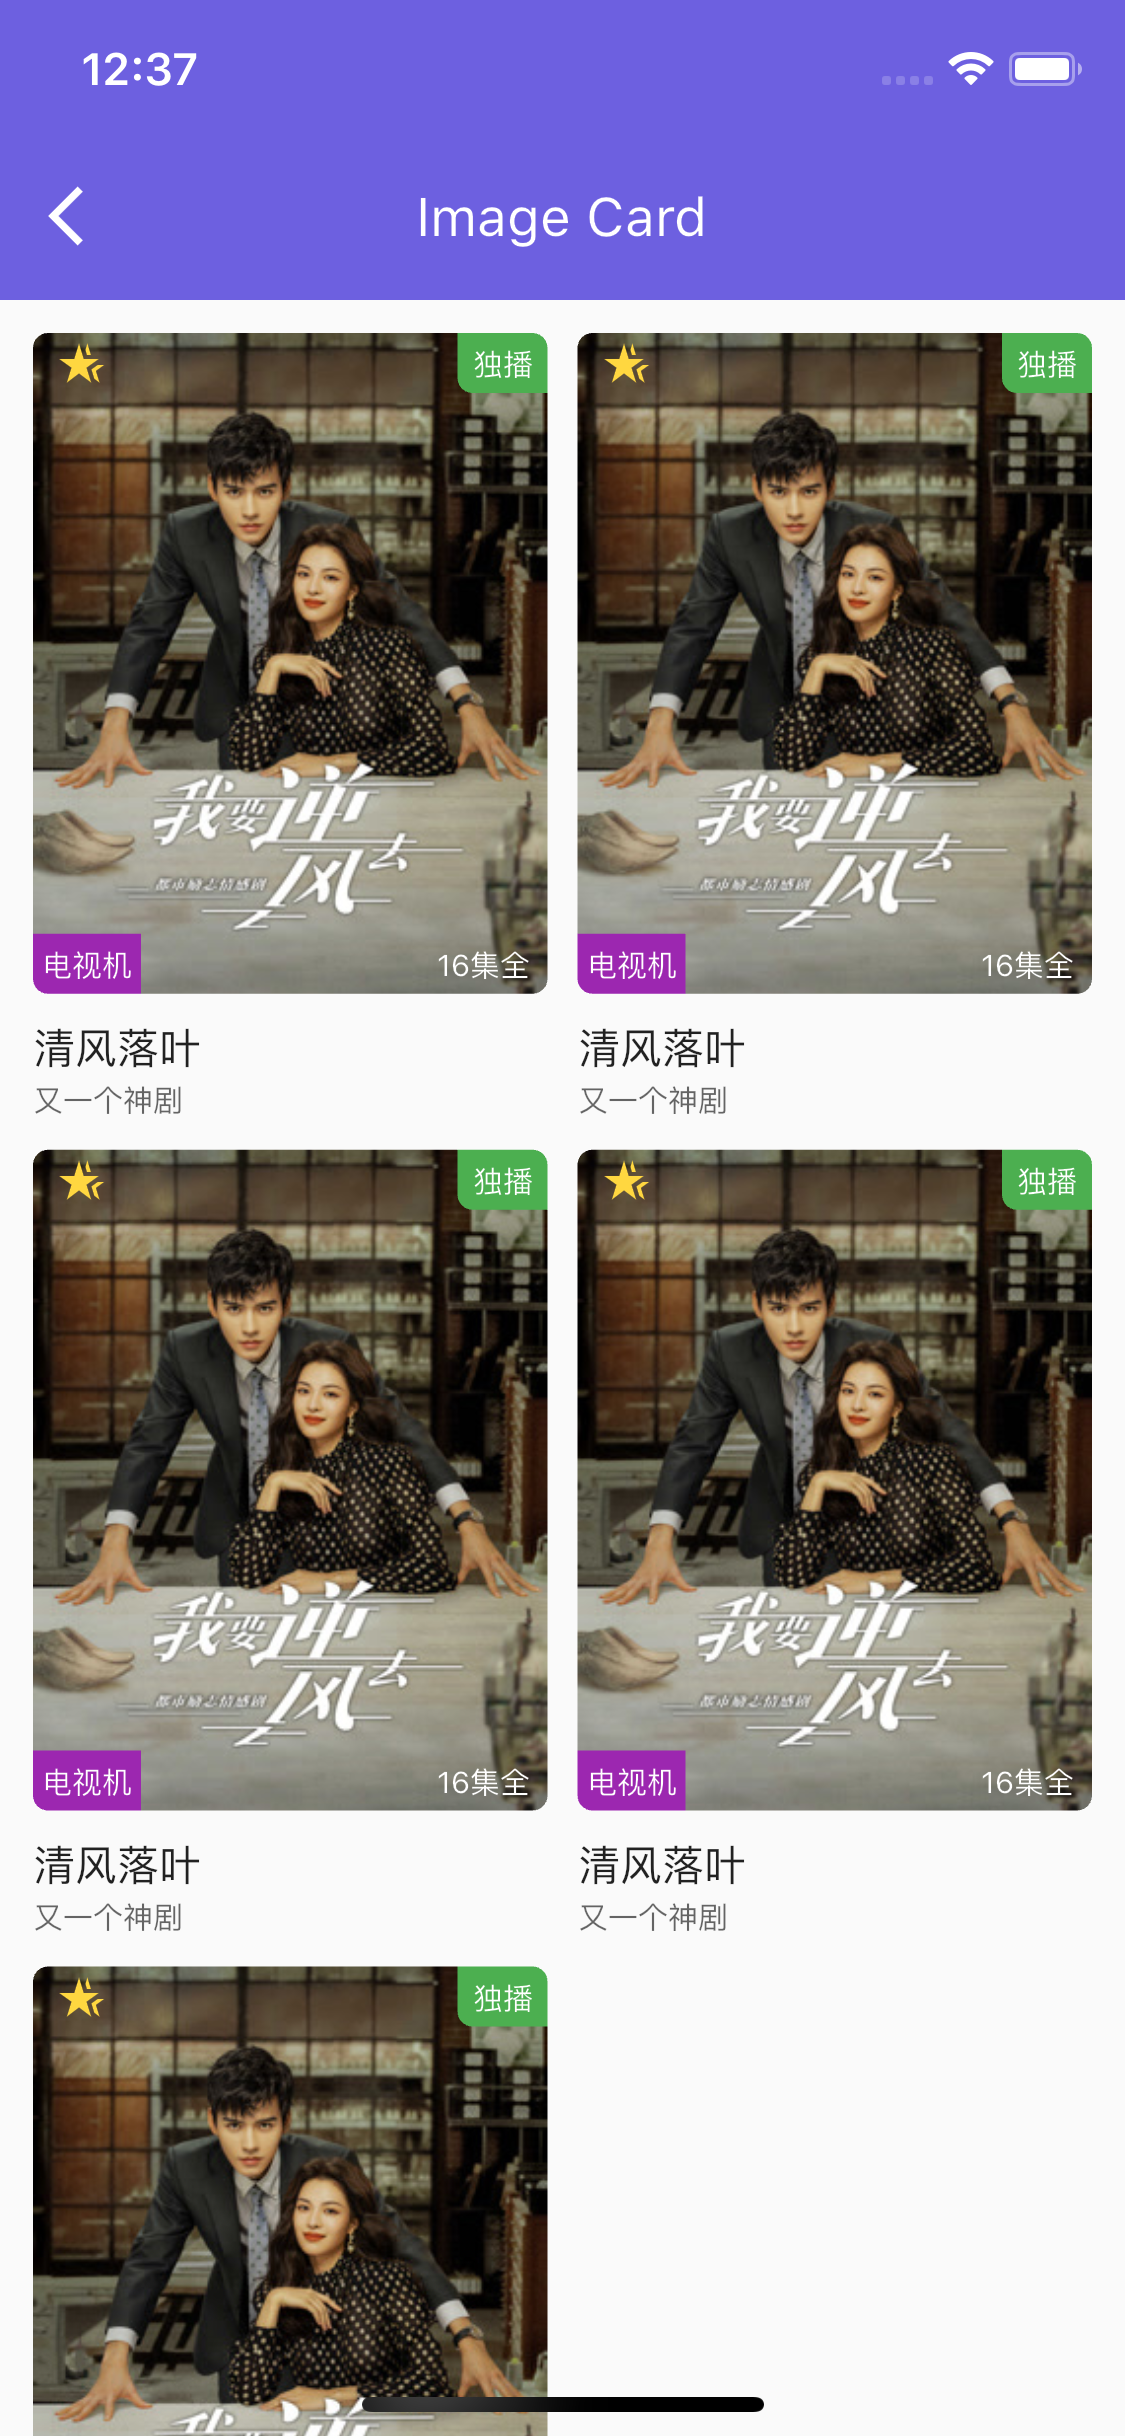 12:37
Image Card
独播
独播
我要逆
风去
都市励志情感剧
我要逆
风去
都市励志情感剧
电视机
16集全
电视机
16集全
清风落叶
清风落叶
又一个神剧
又一个神剧
独播
独播
我要逆
风去
都市励志情感剧
我要逆
风去
都市励志情感剧
电视机
16集全
电视机
16集全
清风落叶
清风落叶
又一个神剧
又一个神剧
独播
我要逆